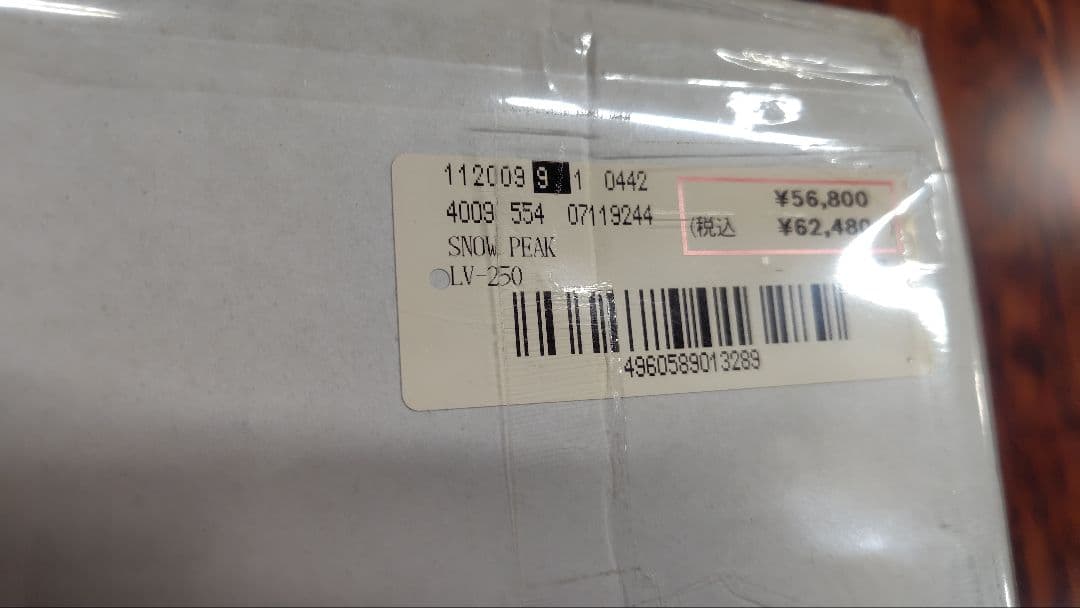 112009 9 1 0442
4009 554 07119244
SNOW PEAK
LV-250
¥56,800
(税込 ¥62,480
4960589013289